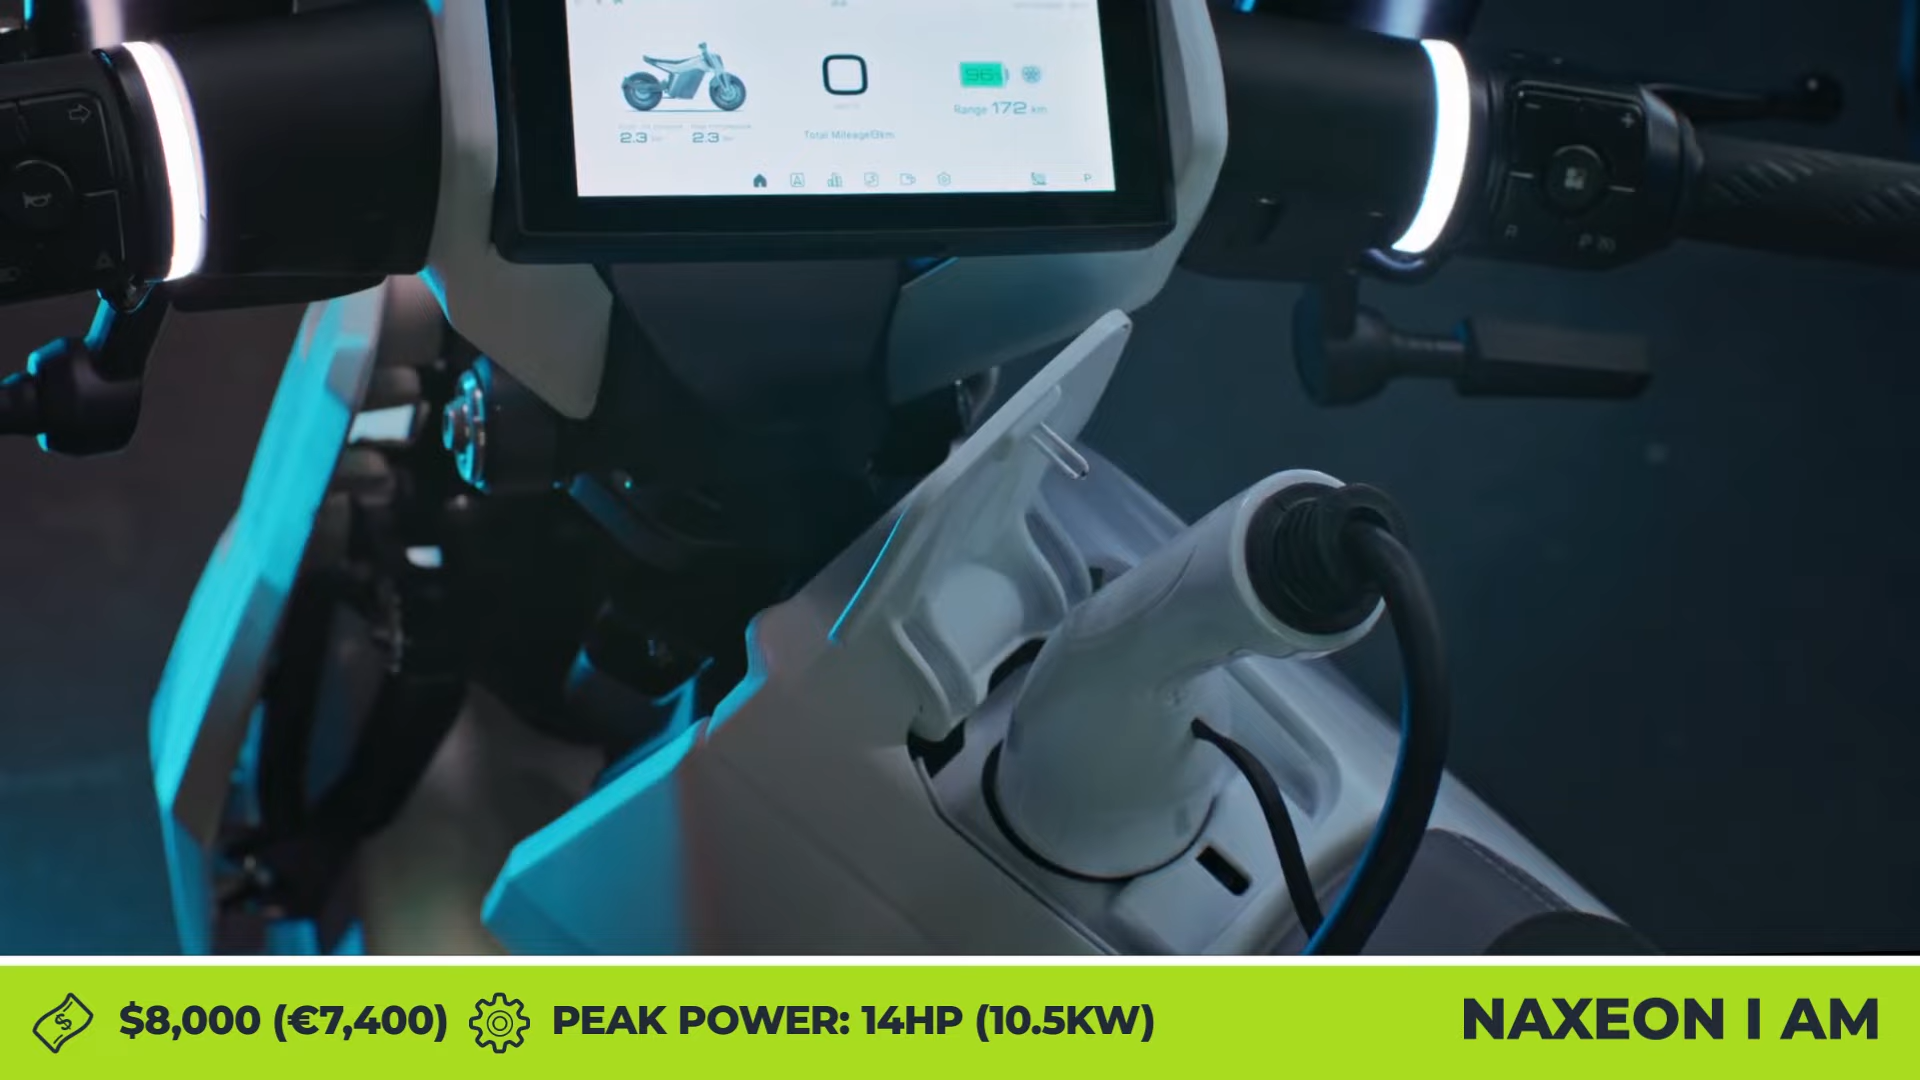 96%
Range 172 km
2.3
2.3
Total Mileage
P
R
$8,000 (€7,400)
PEAK POWER: 14HP (10.5KW)
NAXEON I AM